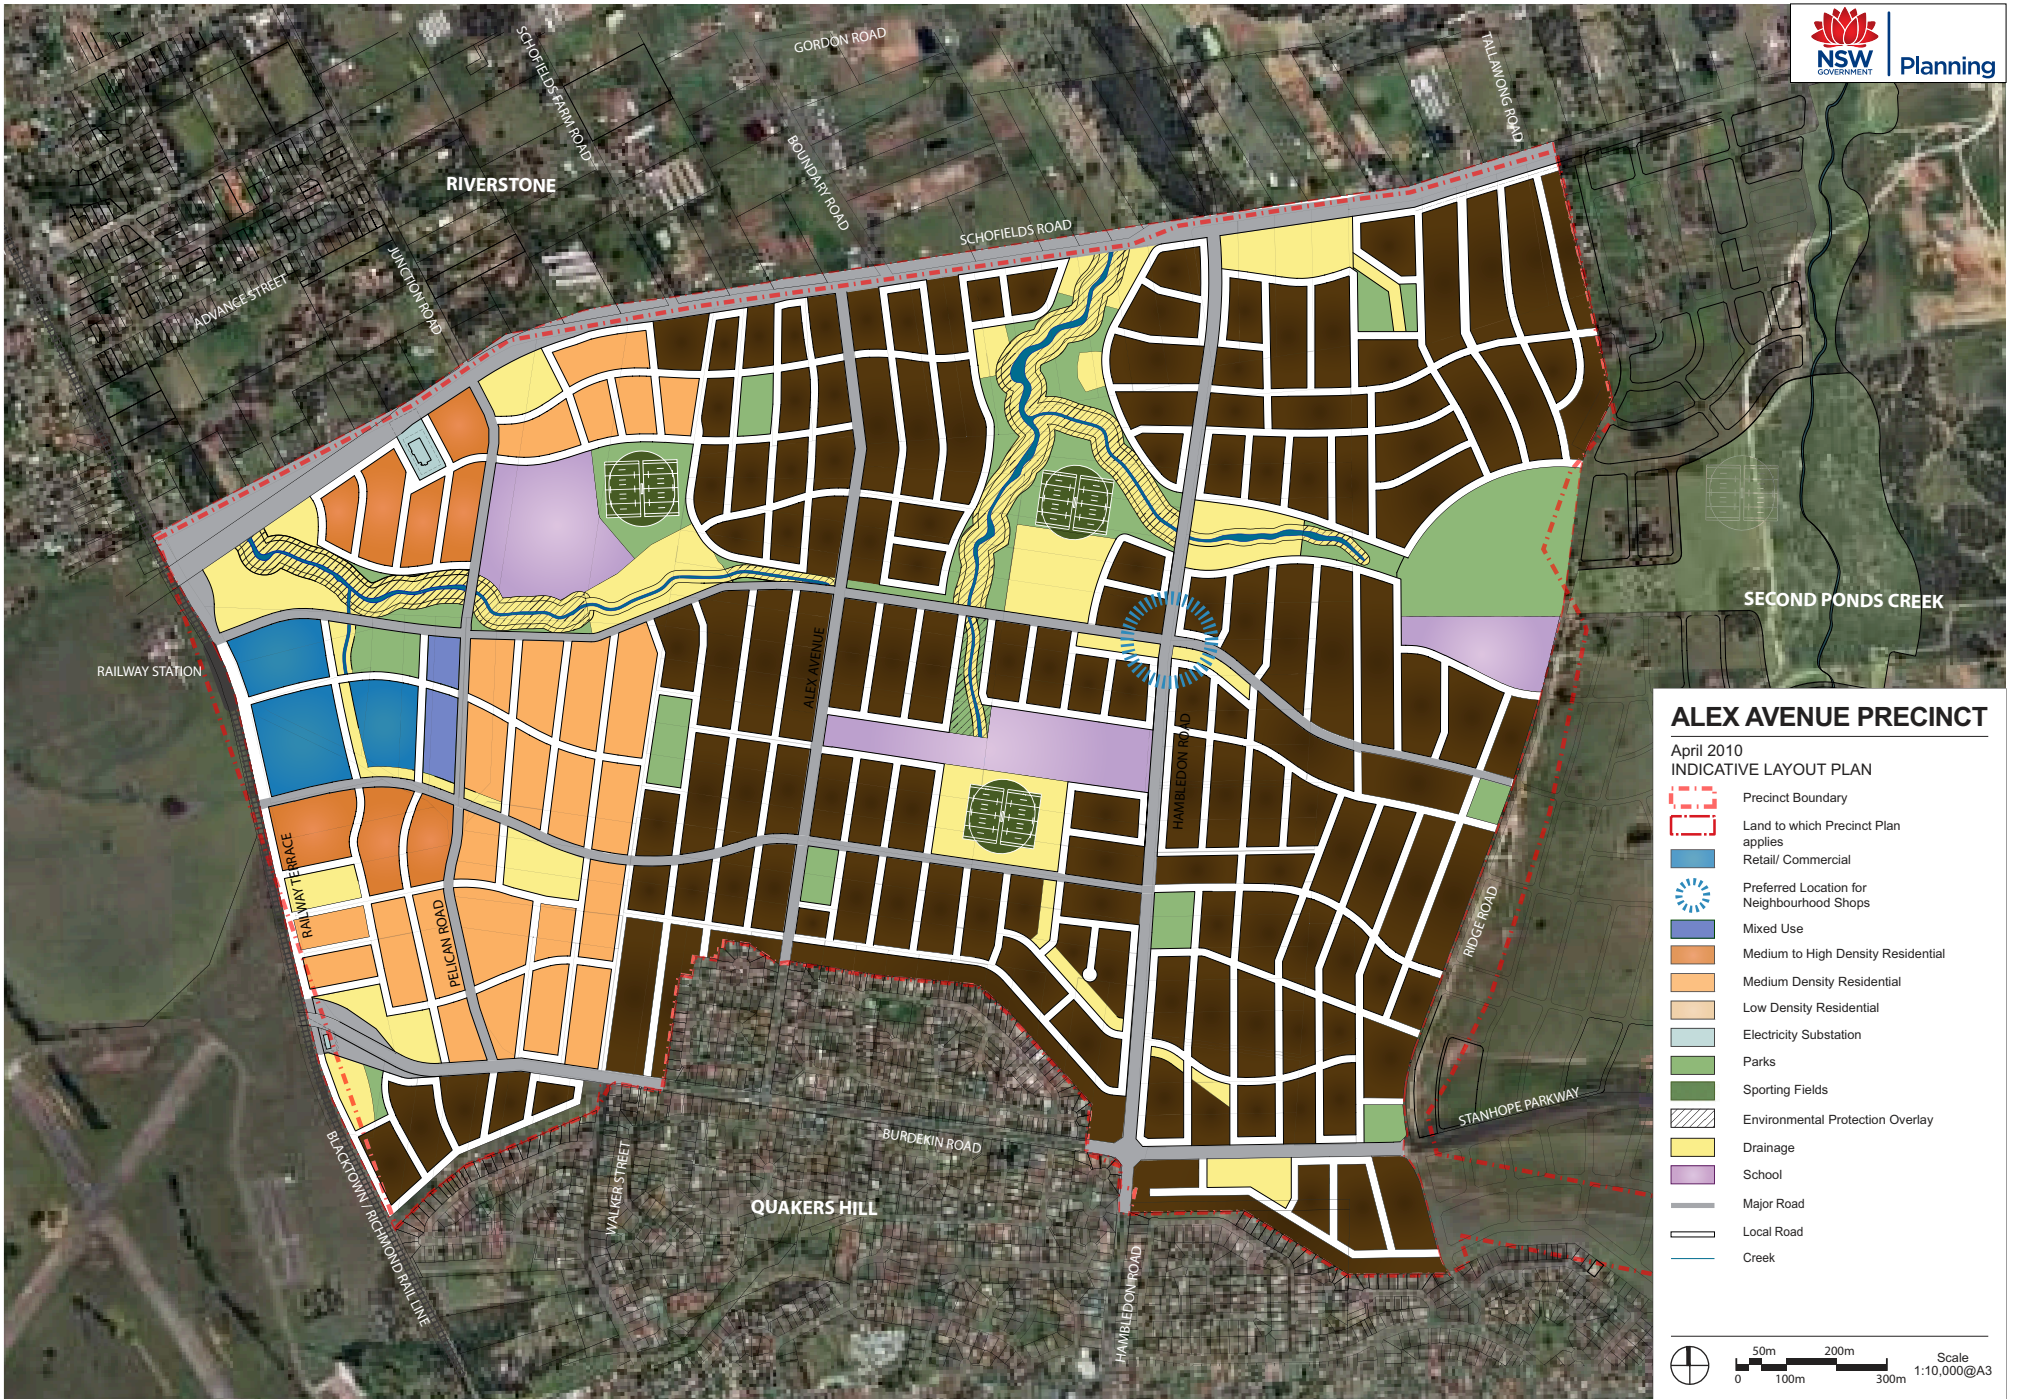 NSW
GOVERNMENT
Planning
GORDON ROAD
SCHOFIELDS FARM ROAD
TALLAWONG ROAD
BOUNDARY ROAD
RIVERSTONE
SCHOFIELDS ROAD
JUNCTION ROAD
ADVANCE STREET
SECOND PONDS CREEK
RAILWAY STATION
ALEX AVENUE
HAMBLEDON ROAD
RAILWAY TERRACE
PELICAN ROAD
RIDGE ROAD
STANHOPE PARKWAY
BURDEKIN ROAD
WALKER STREET
QUAKERS HILL
BLACKTOWN / RICHMOND RAIL LINE
HAMBLEDON ROAD
ALEX AVENUE PRECINCT
April 2010
INDICATIVE LAYOUT PLAN
Precinct Boundary
Land to which Precinct Plan
applies
Retail/ Commercial
Preferred Location for
Neighbourhood Shops
Mixed Use
Medium to High Density Residential
Medium Density Residential
Low Density Residential
Electricity Substation
Parks
Sporting Fields
Environmental Protection Overlay
Drainage
School
Major Road
Local Road
Creek
50m 200m
0 100m 300m
Scale
1:10,000@A3